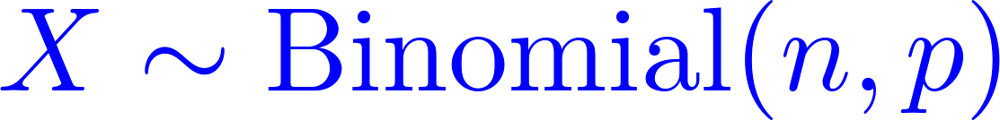 X ∼ Binomial(n, p)